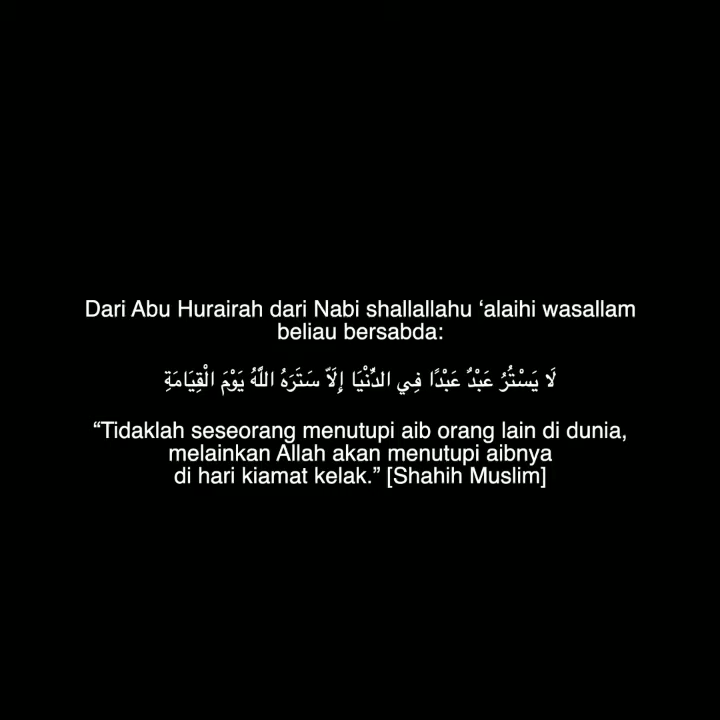 Dari Abu Hurairah dari Nabi shallallahu ‘alaihi wasallam
beliau bersabda:
لَا يَسْتُرُ عَبْدٌ عَبْدًا فِي الدُّنْيَا إِلَّا سَتَرَهُ اللَّهُ يَوْمَ الْقِيَامَةِ
“Tidaklah seseorang menutupi aib orang lain di dunia,
melainkan Allah akan menutupi aibnya
di hari kiamat kelak.” [Shahih Muslim]